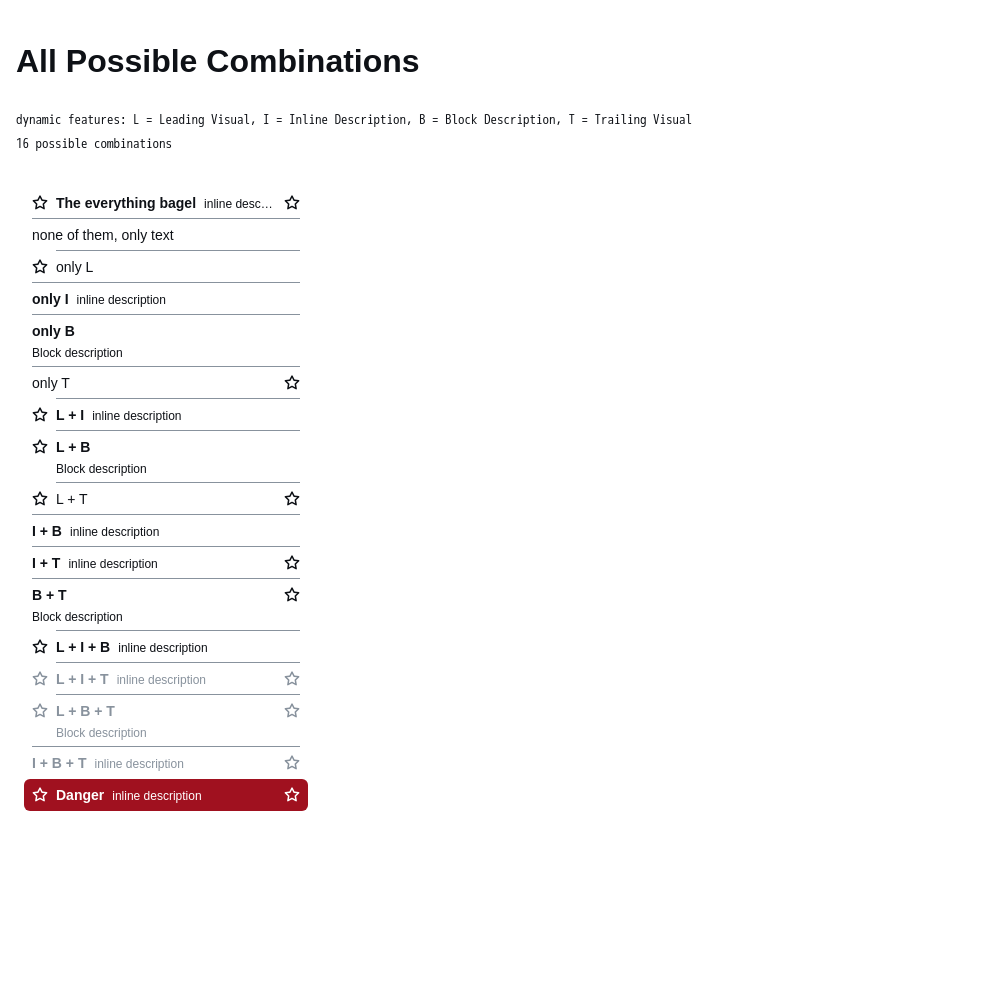 All Possible Combinations
dynamic features: L = Leading Visual, I = Inline Description, B = Block Description, T = Trailing Visual
16 possible combinations
The everything bagel inline desc…
none of them, only text
only L
only I inline description
only B
Block description
only T
L + I inline description
L + B
Block description
L + T
I + B inline description
I + T inline description
B + T
Block description
L + I + B inline description
L + I + T inline description
L + B + T
Block description
I + B + T inline description
Danger inline description